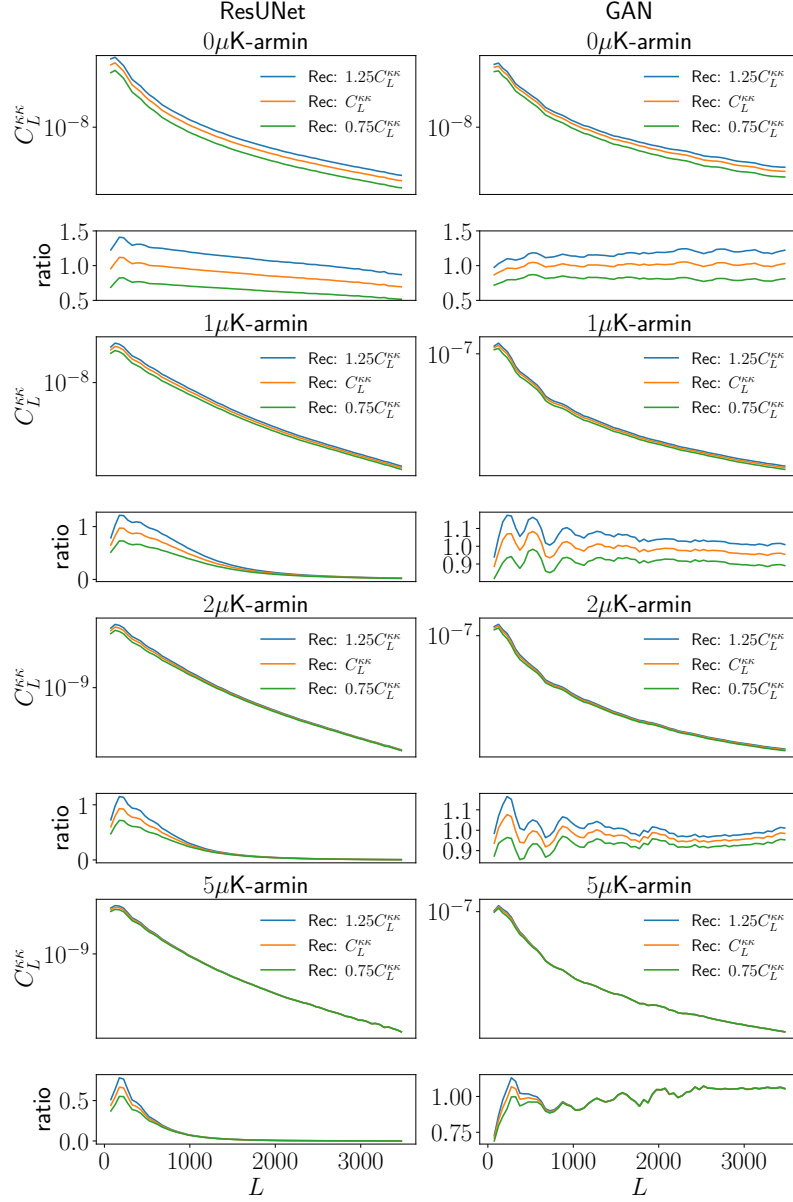 ResUNet
GAN
0μK-armin
0μK-armin
C_L^{κκ}
10^{−8}
Rec: 1.25C_L^{κκ}
Rec: C_L^{κκ}
Rec: 0.75C_L^{κκ}
10^{−8}
Rec: 1.25C_L^{κκ}
Rec: C_L^{κκ}
Rec: 0.75C_L^{κκ}
ratio
1.5
1.0
0.5
1.5
1.0
0.5
1μK-armin
1μK-armin
C_L^{κκ}
10^{−8}
Rec: 1.25C_L^{κκ}
Rec: C_L^{κκ}
Rec: 0.75C_L^{κκ}
10^{−7}
Rec: 1.25C_L^{κκ}
Rec: C_L^{κκ}
Rec: 0.75C_L^{κκ}
ratio
1
0
1.1
1.0
0.9
2μK-armin
2μK-armin
C_L^{κκ}
10^{−9}
Rec: 1.25C_L^{κκ}
Rec: C_L^{κκ}
Rec: 0.75C_L^{κκ}
10^{−7}
Rec: 1.25C_L^{κκ}
Rec: C_L^{κκ}
Rec: 0.75C_L^{κκ}
ratio
1
0
1.1
1.0
0.9
5μK-armin
5μK-armin
C_L^{κκ}
10^{−9}
Rec: 1.25C_L^{κκ}
Rec: C_L^{κκ}
Rec: 0.75C_L^{κκ}
10^{−7}
Rec: 1.25C_L^{κκ}
Rec: C_L^{κκ}
Rec: 0.75C_L^{κκ}
ratio
0.5
0.0
1.00
0.75
0 1000 2000 3000
0 1000 2000 3000
L
L